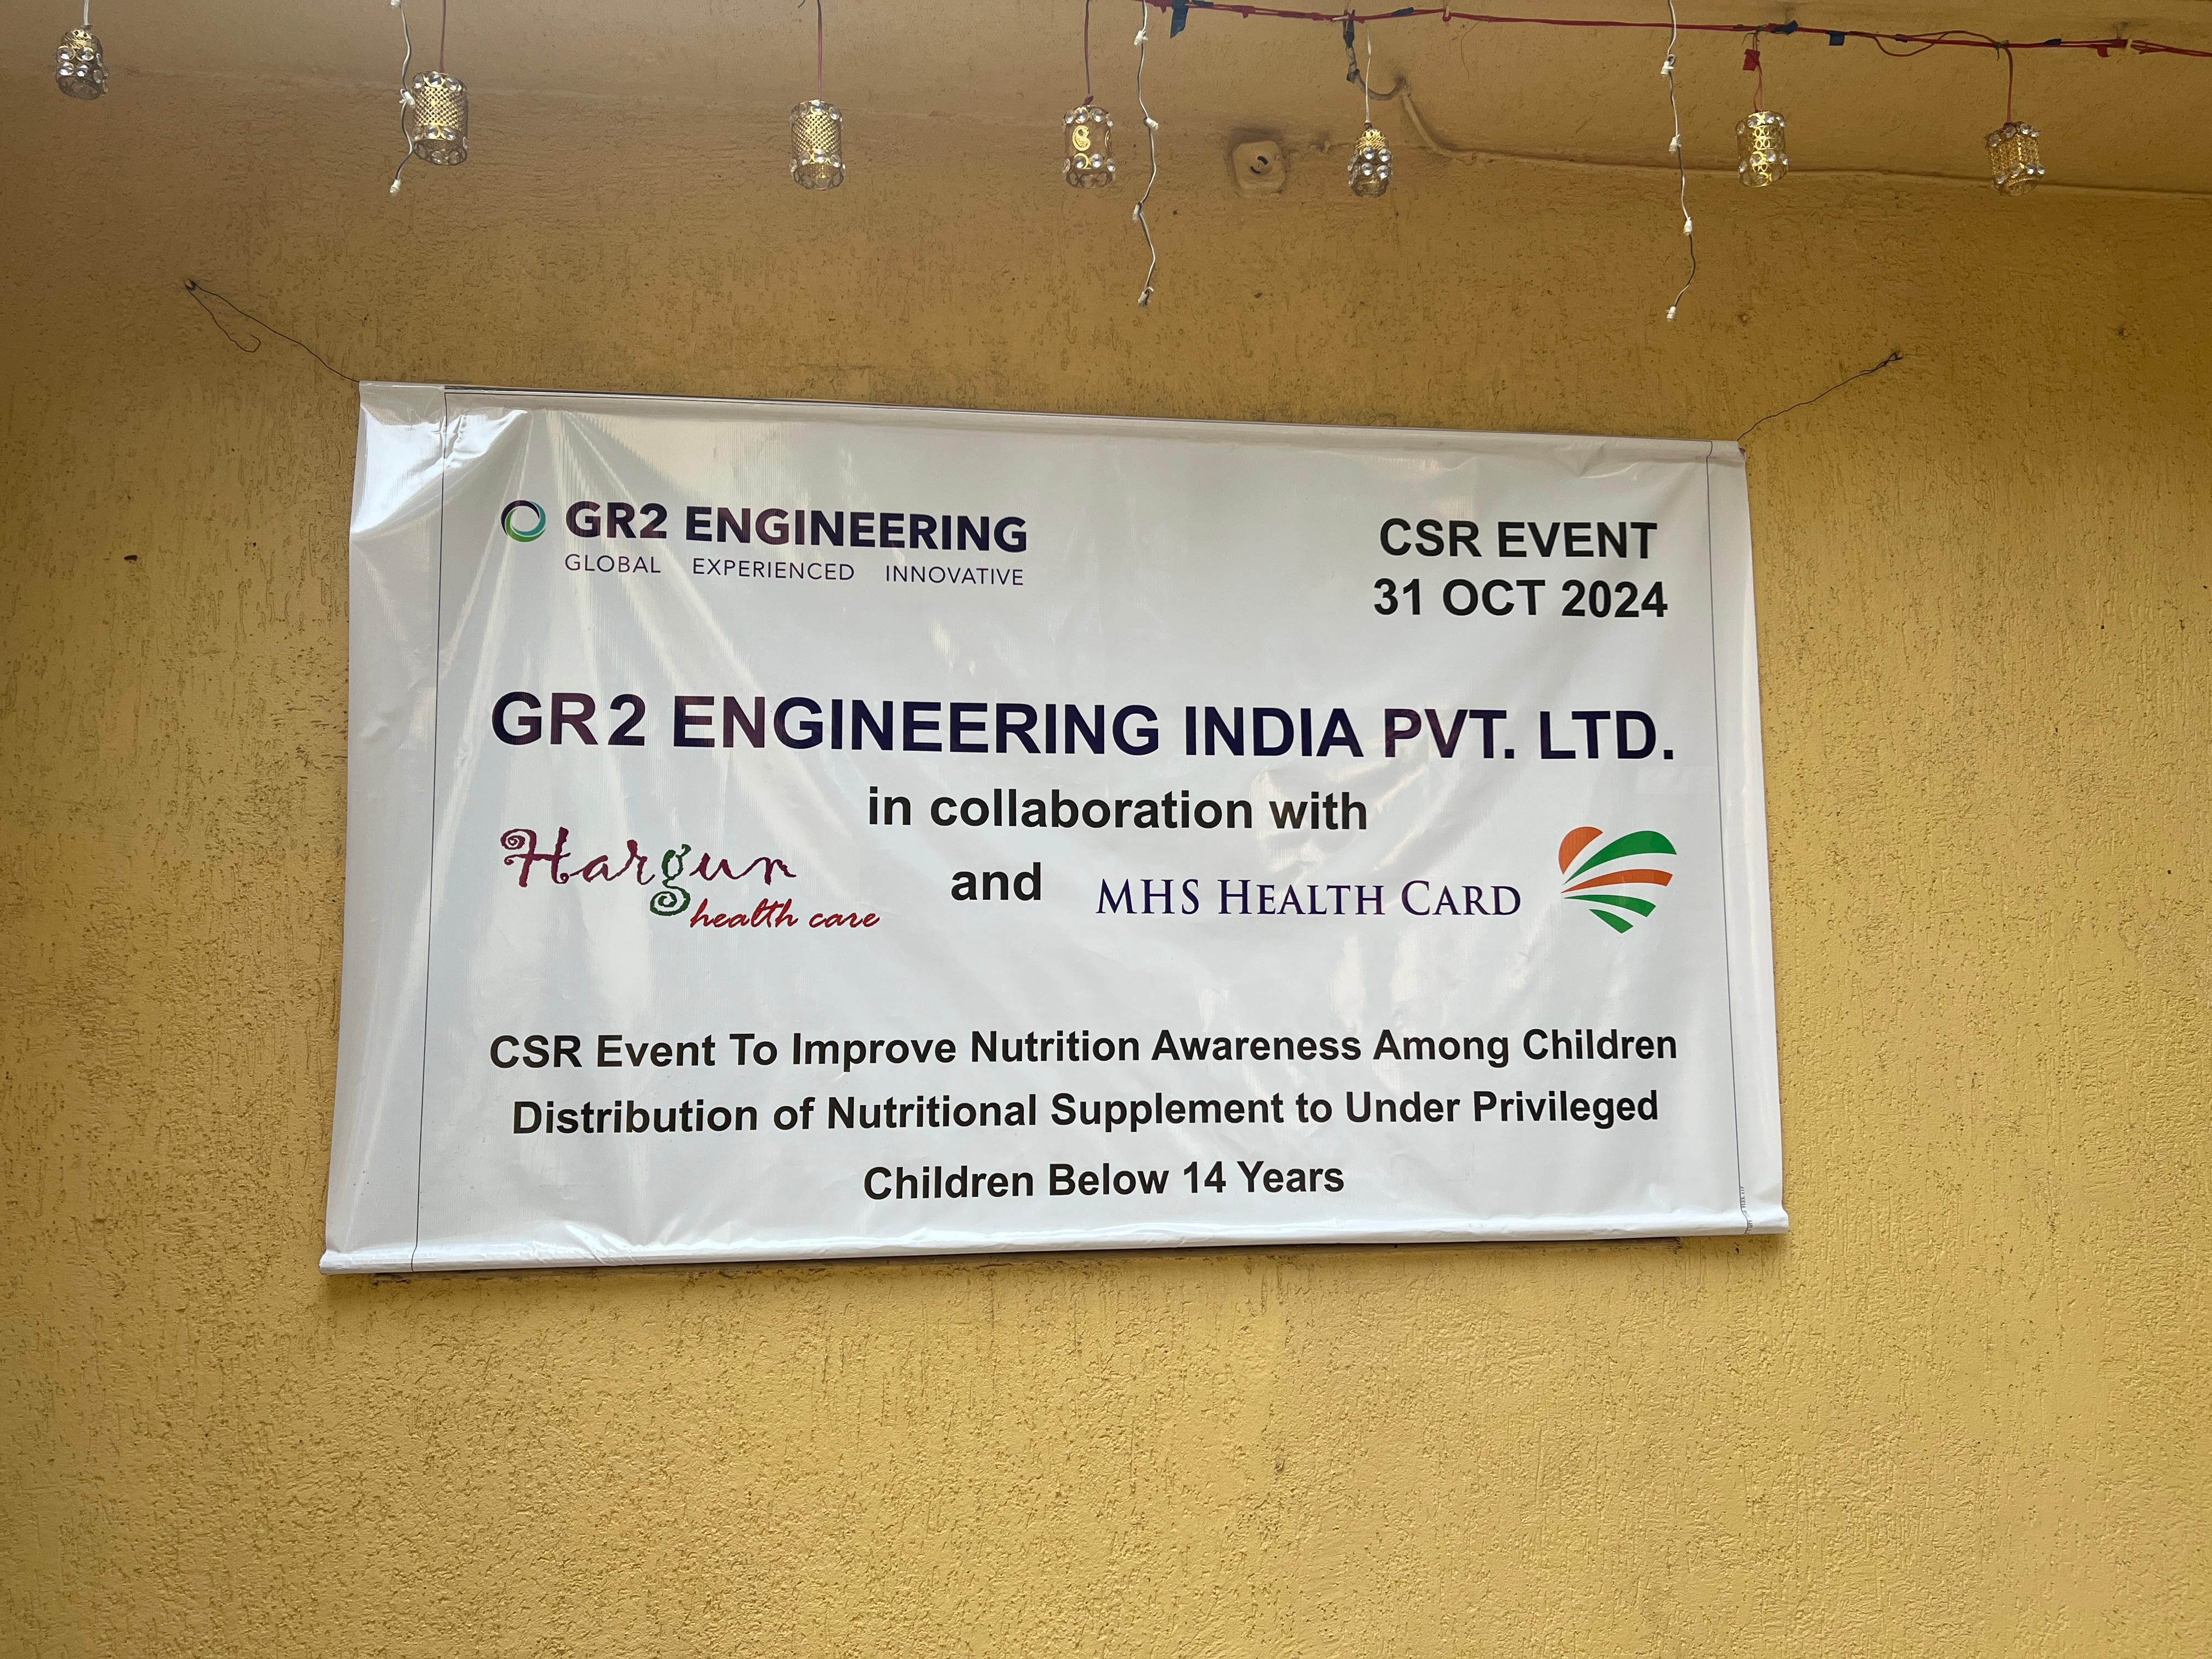 GR2 ENGINEERING
GLOBAL EXPERIENCED INNOVATIVE
CSR EVENT
31 OCT 2024
GR2 ENGINEERING INDIA PVT. LTD.
in collaboration with
Hargun health care
and
MHS HEALTH CARD
CSR Event To Improve Nutrition Awareness Among Children
Distribution of Nutritional Supplement to Under Privileged
Children Below 14 Years